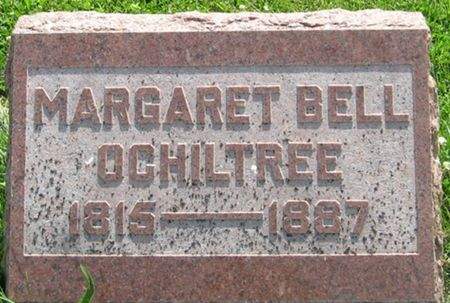 MARGARET BELL
OCHILTREE
1815 — 1887